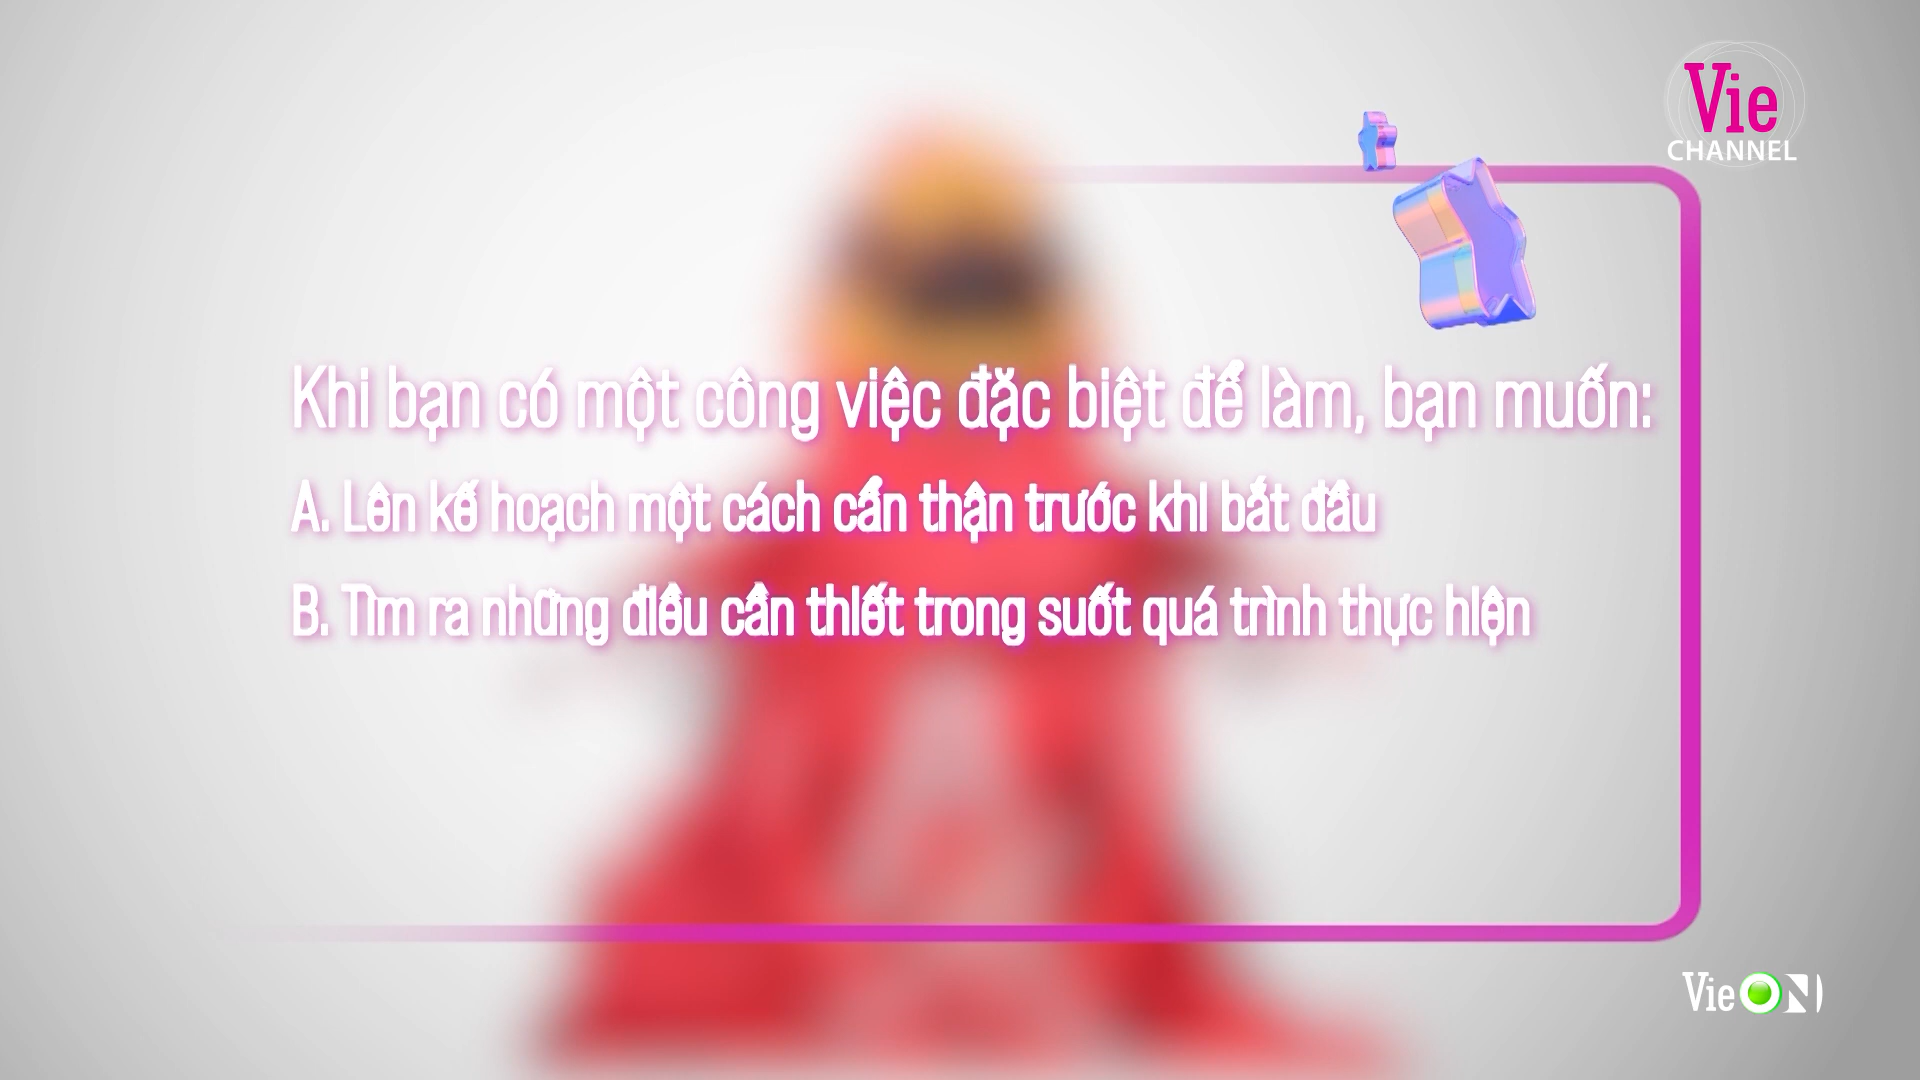 Vie
CHANNEL
Khi bạn có một công việc đặc biệt để làm, bạn muốn:
A. Lên kế hoạch một cách cẩn thận trước khi bắt đầu
B. Tìm ra những điều cần thiết trong suốt quá trình thực hiện
VieON